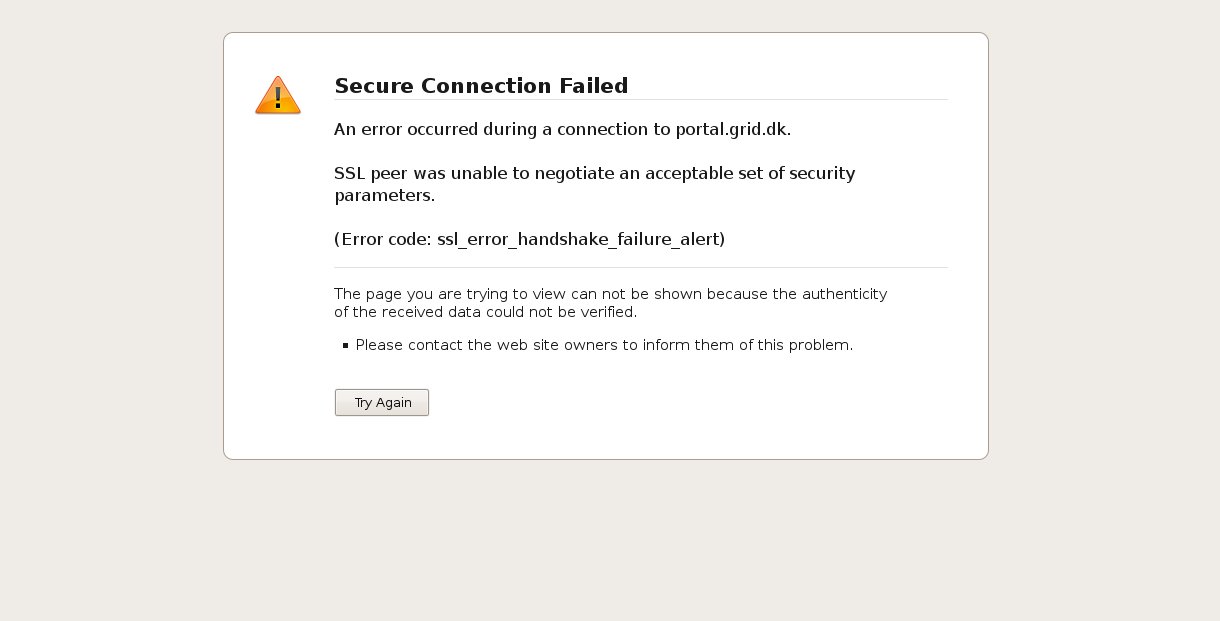 Secure Connection Failed
An error occurred during a connection to portal.grid.dk.
SSL peer was unable to negotiate an acceptable set of security
parameters.
(Error code: ssl_error_handshake_failure_alert)
The page you are trying to view can not be shown because the authenticity
of the received data could not be verified.
▪ Please contact the web site owners to inform them of this problem.
Try Again